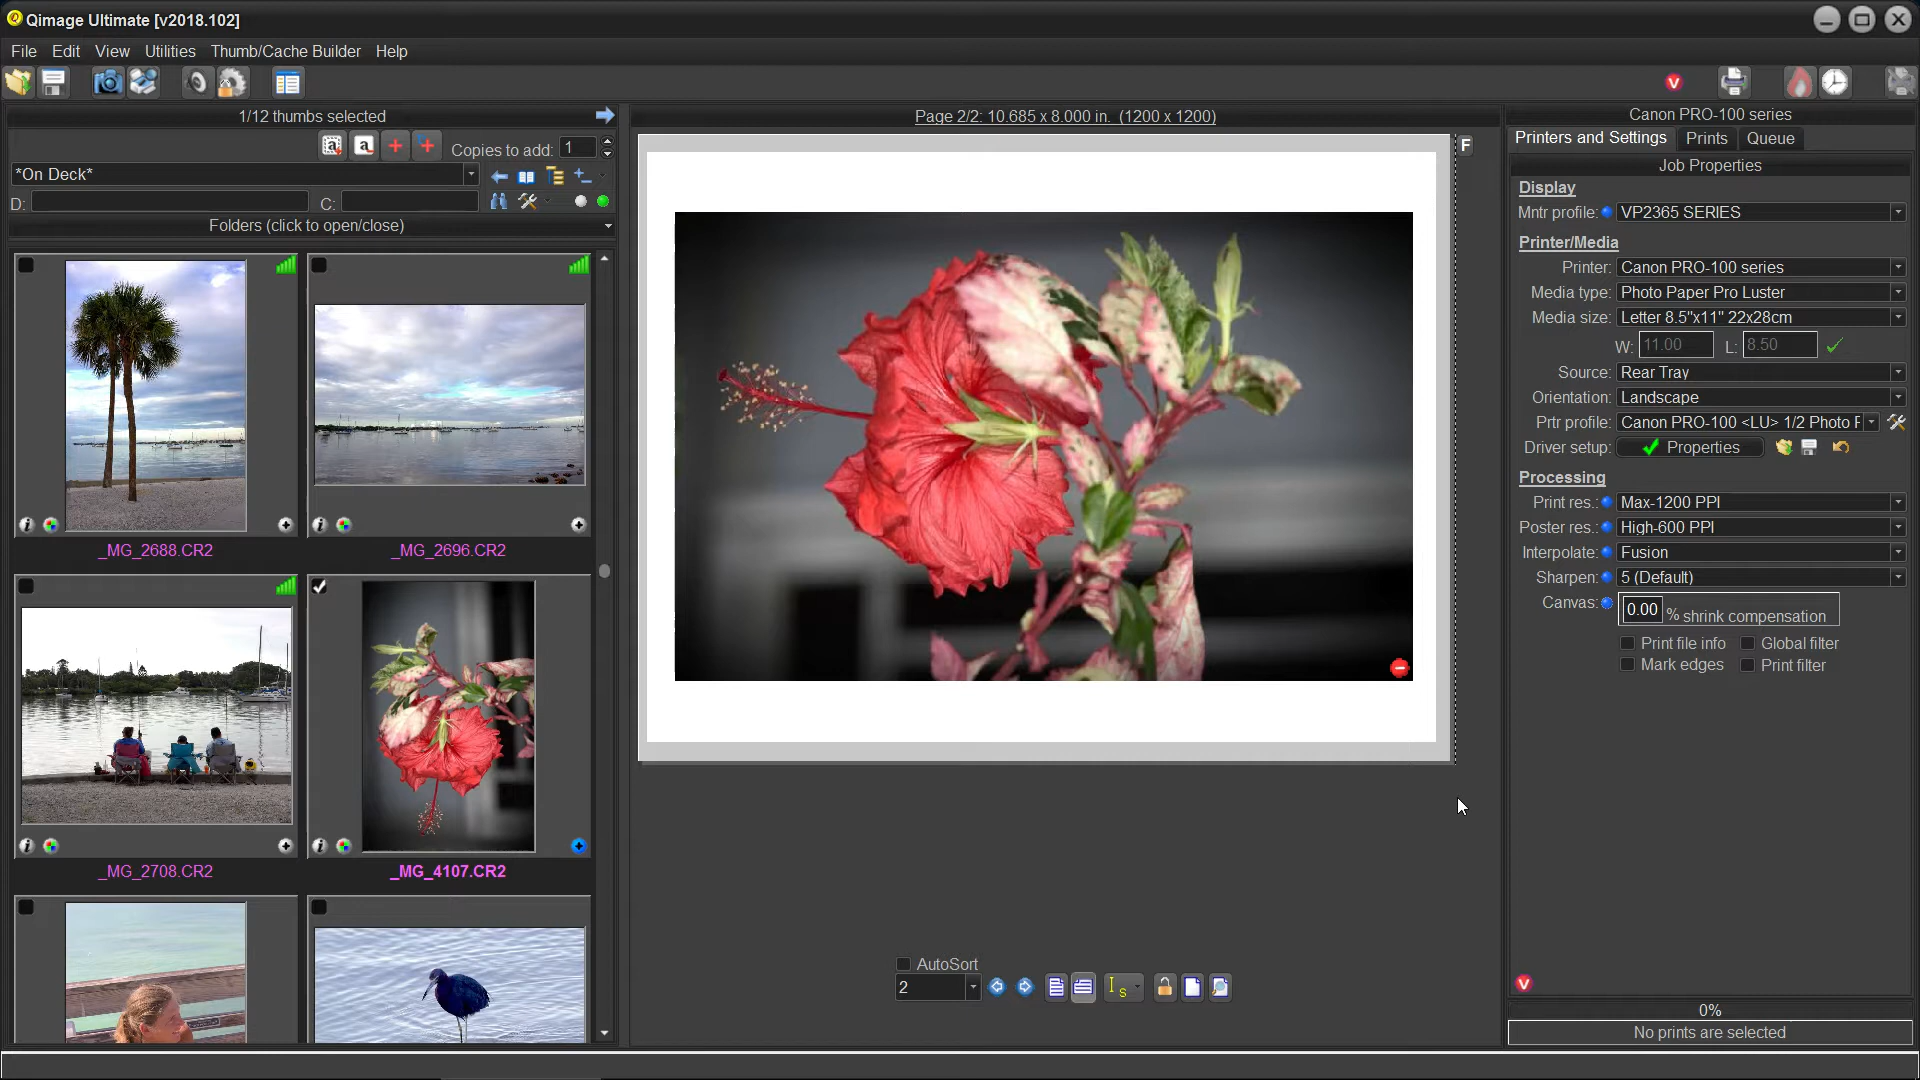 Qimage Ultimate [v2018.102]
File Edit View Utilities Thumb/Cache Builder Help
1/12 thumbs selected
a a Copies to add: 1
*On Deck*
D: C:
Folders (click to open/close)
_MG_2688.CR2 _MG_2696.CR2
_MG_2708.CR2 _MG_4107.CR2
Page 2/2: 10.685 x 8.000 in. (1200 x 1200)
F
AutoSort
2
Canon PRO-100 series
Printers and Settings Prints Queue
Job Properties
Display
Mntr profile: VP2365 SERIES
Printer/Media
Printer: Canon PRO-100 series
Media type: Photo Paper Pro Luster
Media size: Letter 8.5"x11" 22x28cm
W: 11.00 L: 8.50
Source: Rear Tray
Orientation: Landscape
Prtr profile: Canon PRO-100 <LU> 1/2 Photo F
Driver setup: Properties
Processing
Print res.: Max-1200 PPI
Poster res.: High-600 PPI
Interpolate: Fusion
Sharpen: 5 (Default)
Canvas: 0.00 % shrink compensation
Print file info Global filter
Mark edges Print filter
V
0%
No prints are selected